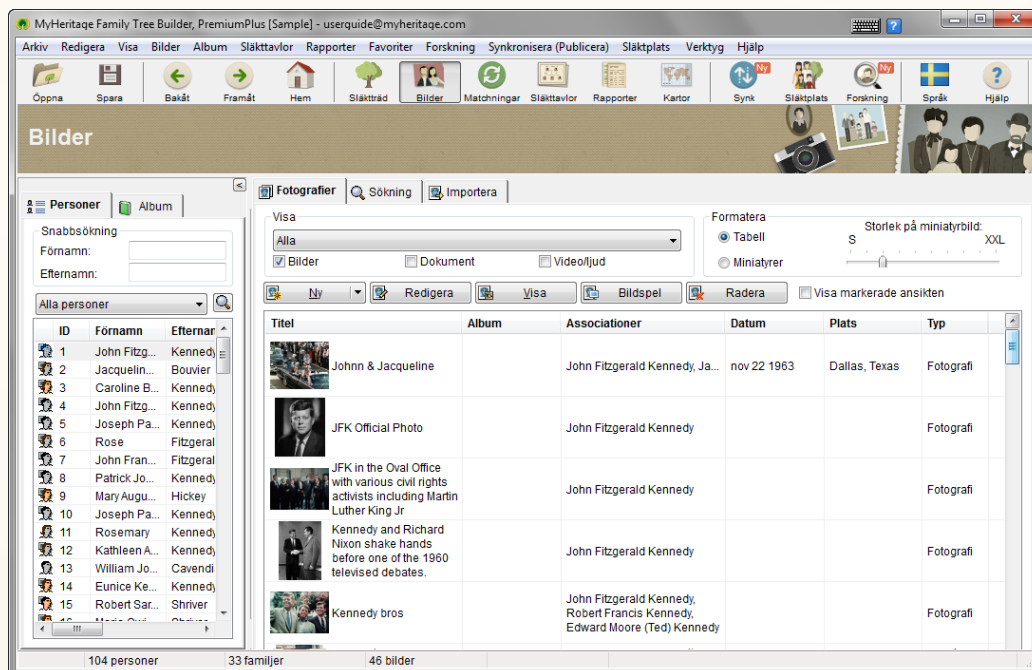 MyHeritage Family Tree Builder, PremiumPlus [Sample] - userquide@myheritage.com
Arkiv Redigera Visa Bilder Album Släkttavlor Rapporter Favoriter Forskning Synkronisera (Publicera) Släktplats Verktyg Hjälp
Ny Ny
Öppna Spara Bakåt Framåt Hem Släktträd Bilder Matchningar Släkttavlor Rapporter Kartor Synk Släktplats Forskning Språk Hjälp
Bilder
Personer Album
Snabbsökning
Förnamn:
Efternamn:
Alla personer
ID Förnamn Efternar
1 John Fitzg... Kennedy
2 Jacquelin... Bouvier
3 Caroline B... Kennedy
4 John Fitzg... Kennedy
5 Joseph Pa... Kennedy
6 Rose Fitzgeral
7 John Fran... Fitzgeral
8 Patrick Jo... Kennedy
9 Mary Augu... Hickey
10 Joseph Pa... Kennedy
11 Rosemary Kennedy
12 Kathleen A... Kennedy
13 William Jo... Cavendi
14 Eunice Ke... Kennedy
15 Robert Sar... Shriver
Fotografier Sökning Importera
Visa
Alla
Bilder Dokument Video/ljud
Formatera
Tabell
Miniatyrer
Storlek på miniatyrbild:
S XXL
Ny Redigera Visa Bildspel Radera Visa markerade ansikten
Titel Album Associationer Datum Plats Typ
Johnn & Jacqueline John Fitzgerald Kennedy, Ja... nov 22 1963 Dallas, Texas Fotografi
JFK Official Photo John Fitzgerald Kennedy Fotografi
JFK in the Oval Office
with various civil rights
activists including Martin
Luther King Jr
John Fitzgerald Kennedy Fotografi
Kennedy and Richard
Nixon shake hands
before one of the 1960
televised debates.
John Fitzgerald Kennedy Fotografi
Kennedy bros
John Fitzgerald Kennedy,
Robert Francis Kennedy,
Edward Moore (Ted) Kennedy
Fotografi
104 personer 33 familjer 46 bilder